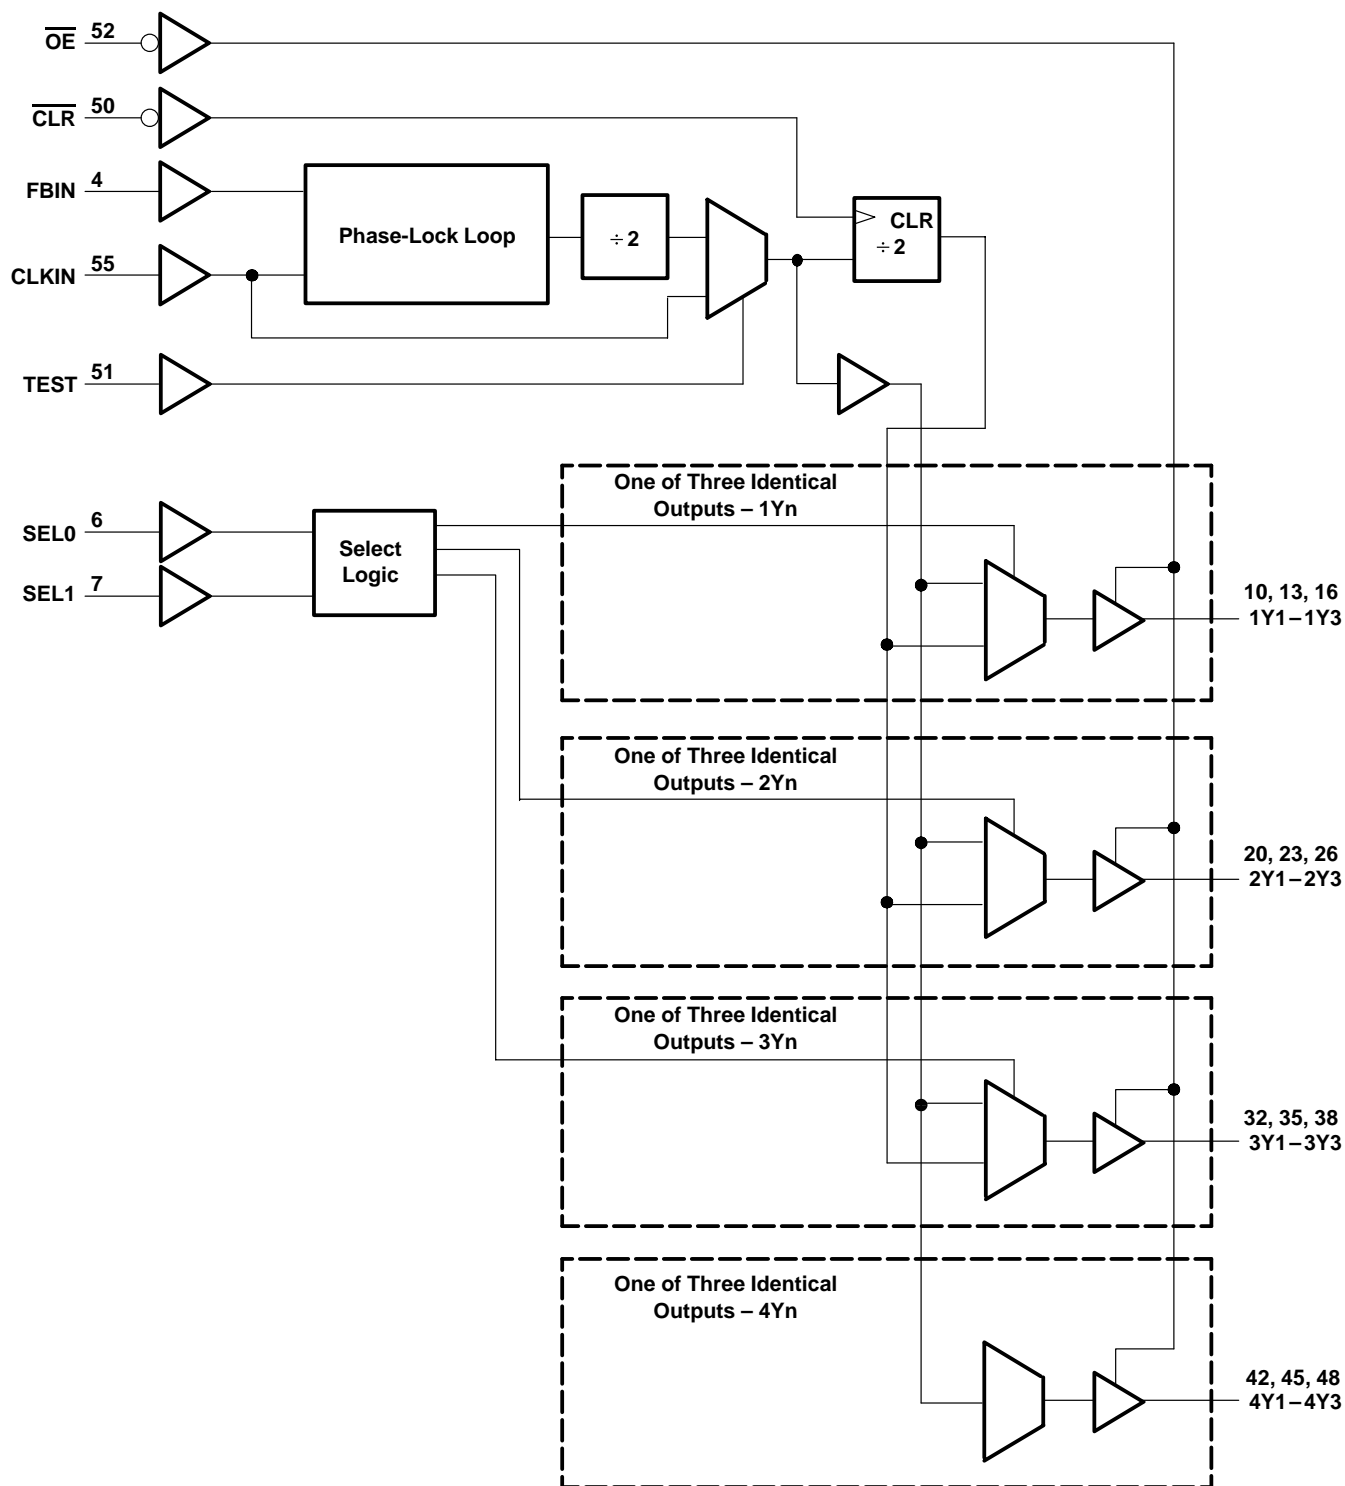 OE 52
CLR 50
FBIN 4
Phase-Lock Loop
÷ 2
CLR
÷ 2
CLKIN 55
TEST 51
One of Three Identical
Outputs – 1Yn
SEL0 6
Select
Logic
SEL1 7
10, 13, 16
1Y1–1Y3
One of Three Identical
Outputs – 2Yn
20, 23, 26
2Y1–2Y3
One of Three Identical
Outputs – 3Yn
32, 35, 38
3Y1–3Y3
One of Three Identical
Outputs – 4Yn
42, 45, 48
4Y1–4Y3